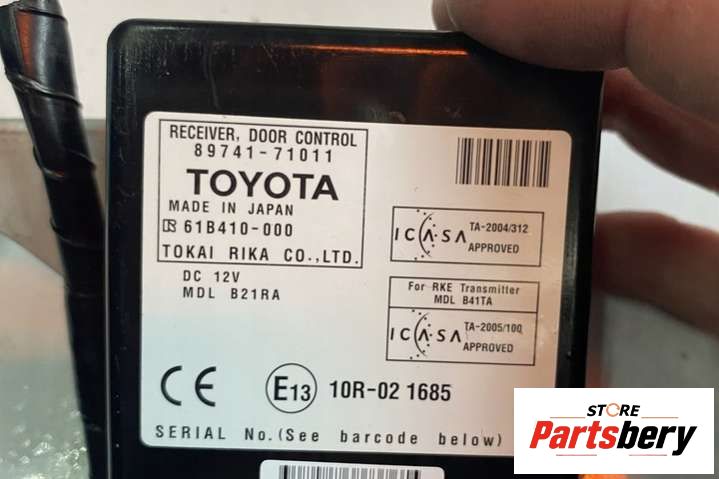 RECEIVER, DOOR CONTROL
89741-71011
TOYOTA
MADE IN JAPAN
61B410-000
TOKAI RIKA CO.,LTD.
DC 12V
MDL B21RA
ICASA TA-2004/312
APPROVED
For RKE Transmitter
MDL B41TA
ICASA TA-2005/100
APPROVED
CE E13 10R-02 1685
SERIAL No.(See barcode below)
STORE
Partsbery